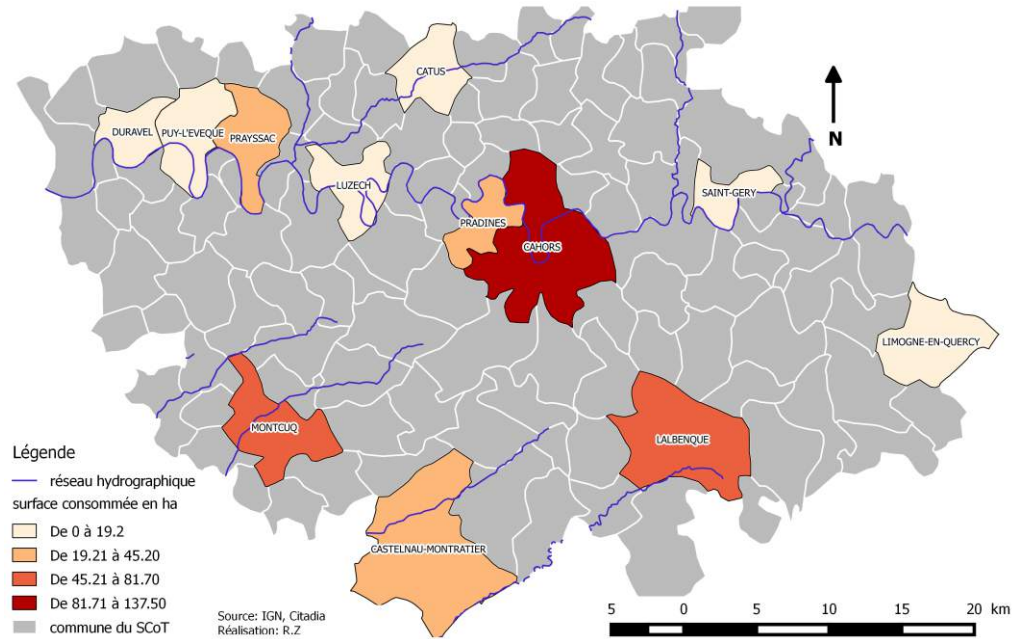 CATUS
N
DURAVEL
PUY-L'EVEQUE
PRAYSSAC
LUZECH
SAINT-GERY
PRADINES
CAHORS
LIMOGNE-EN-QUERCY
MONTCUQ
LALBENQUE
CASTELNAU-MONTRATIER
Légende
réseau hydrographique
surface consommée en ha
De 0 à 19.2
De 19.21 à 45.20
De 45.21 à 81.70
De 81.71 à 137.50
commune du SCoT
Source: IGN, Citadia
Réalisation: R.Z
5 0 5 10 15 20 km